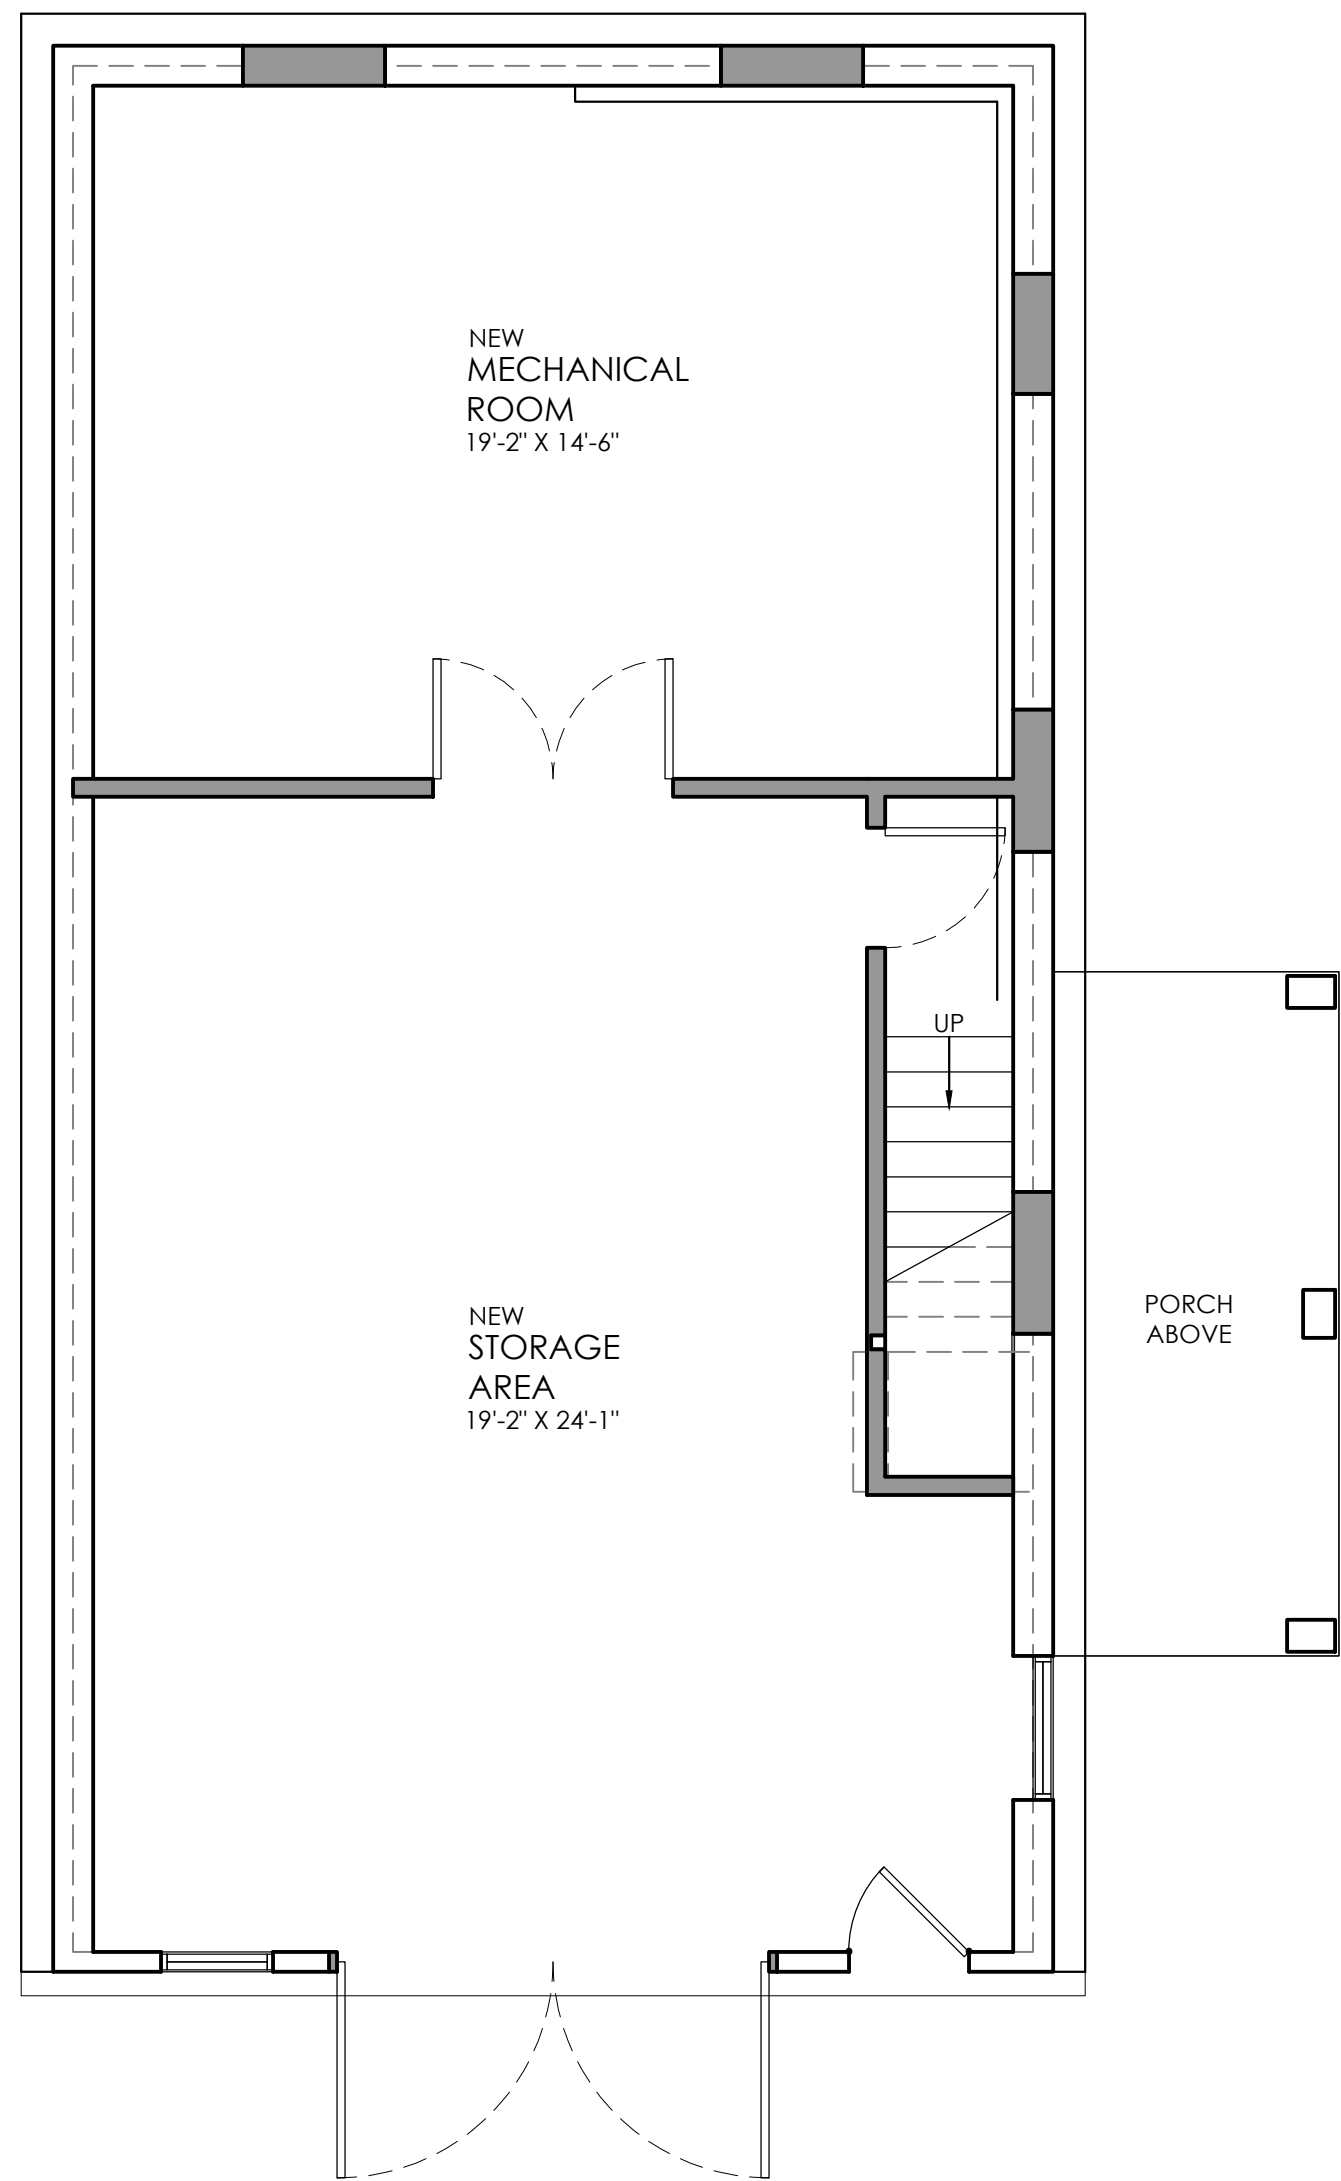 NEW
MECHANICAL
ROOM
19'-2" X 14'-6"
UP
PORCH
ABOVE
NEW
STORAGE
AREA
19'-2" X 24'-1"